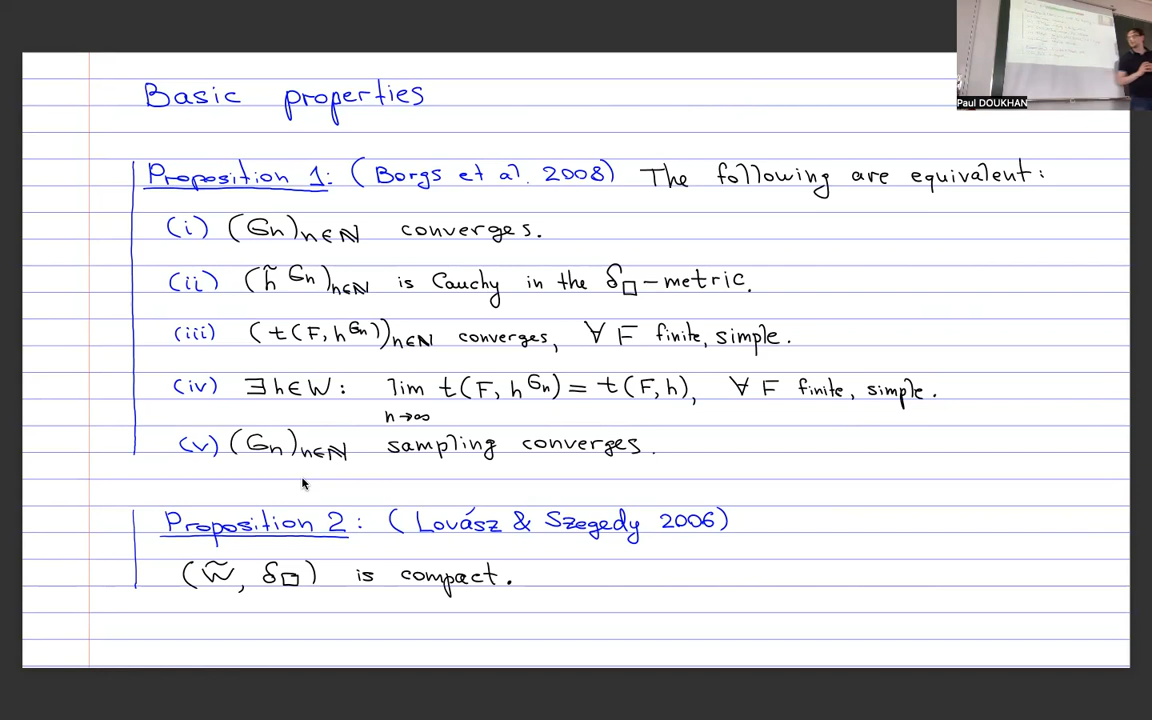 Basic properties
Proposition 1: (Borgs et al. 2008) The following are equivalent:
(i) (Gn)n∈ℕ converges.
(ii) (h̃^Gn)n∈ℕ is Cauchy in the δ□-metric.
(iii) (t(F, h^Gn))n∈ℕ converges, ∀ F finite, simple.
(iv) ∃ h∈W: lim n→∞ t(F, h^Gn) = t(F, h), ∀ F finite, simple.
(v) (Gn)n∈ℕ sampling converges.
Proposition 2: (Lovász & Szegedy 2006)
(W̃, δ□) is compact.
Paul DOUKHAN